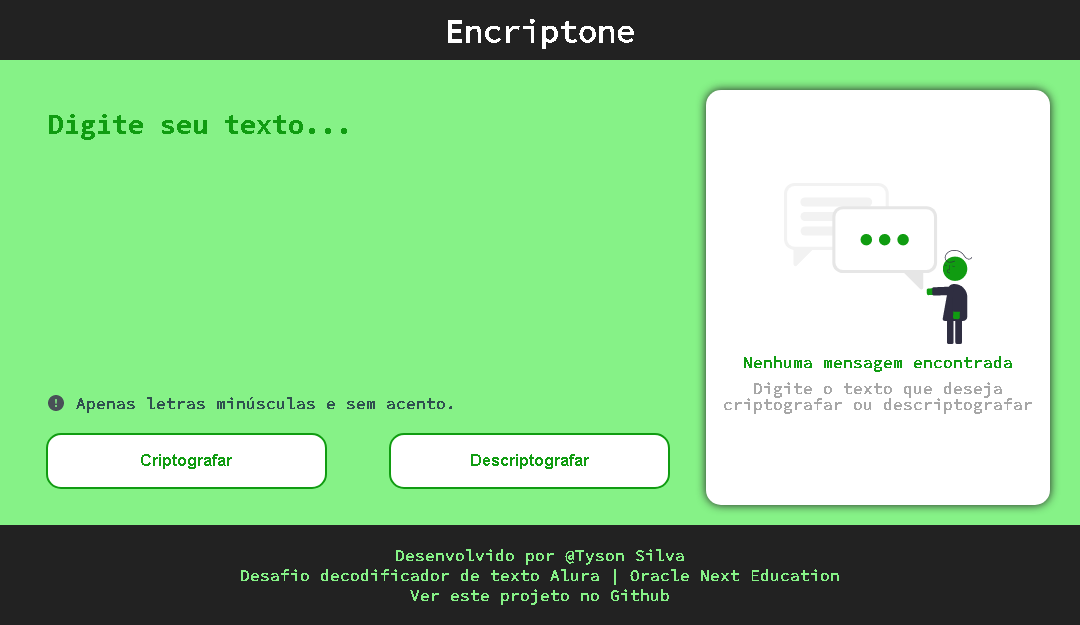 Encriptone
Digite seu texto...
Apenas letras minúsculas e sem acento.
Criptografar
Descriptografar
Nenhuma mensagem encontrada
Digite o texto que deseja
criptografar ou descriptografar
Desenvolvido por @Tyson Silva
Desafio decodificador de texto Alura | Oracle Next Education
Ver este projeto no Github